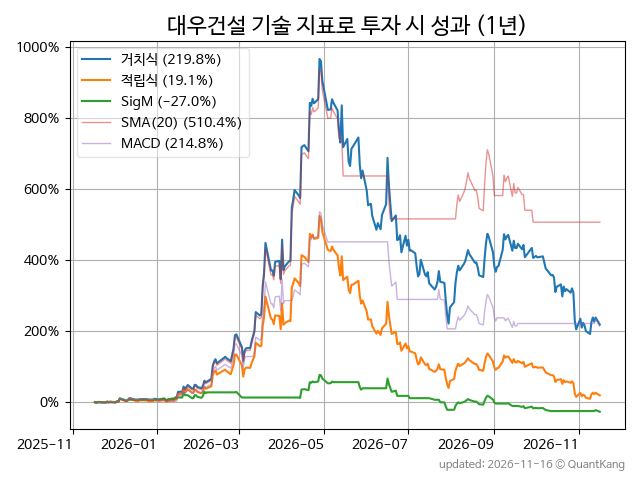 대우건설 기술 지표로 투자 시 성과 (1년)
1000%
800%
600%
400%
200%
0%
거치식 (219.8%)
적립식 (19.1%)
SigM (-27.0%)
SMA(20) (510.4%)
MACD (214.8%)
2025-11
2026-01
2026-03
2026-05
2026-07
2026-09
2026-11
updated: 2026-11-16 © QuantKang